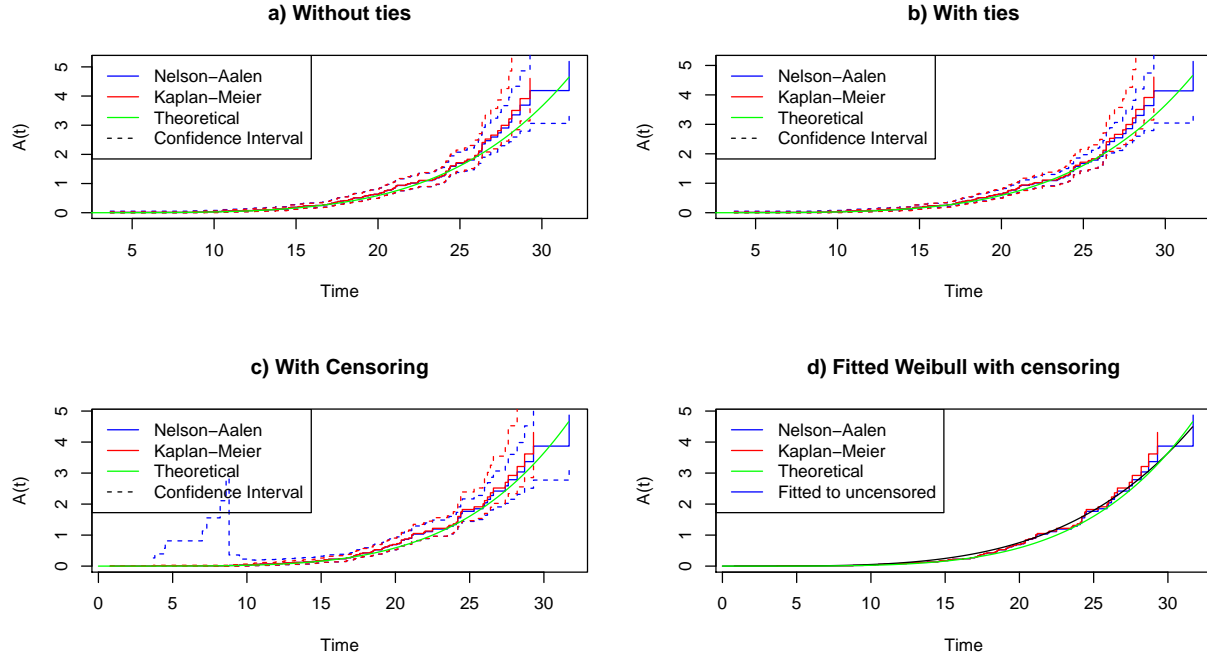 a) Without ties
A(t)
5
4
3
2
1
0
Nelson−Aalen
Kaplan−Meier
Theoretical
Confidence Interval
5 10 15 20 25 30
Time
b) With ties
A(t)
5
4
3
2
1
0
Nelson−Aalen
Kaplan−Meier
Theoretical
Confidence Interval
5 10 15 20 25 30
Time
c) With Censoring
A(t)
5
4
3
2
1
0
Nelson−Aalen
Kaplan−Meier
Theoretical
Confidence Interval
0 5 10 15 20 25 30
Time
d) Fitted Weibull with censoring
A(t)
5
4
3
2
1
0
Nelson−Aalen
Kaplan−Meier
Theoretical
Fitted to uncensored
0 5 10 15 20 25 30
Time